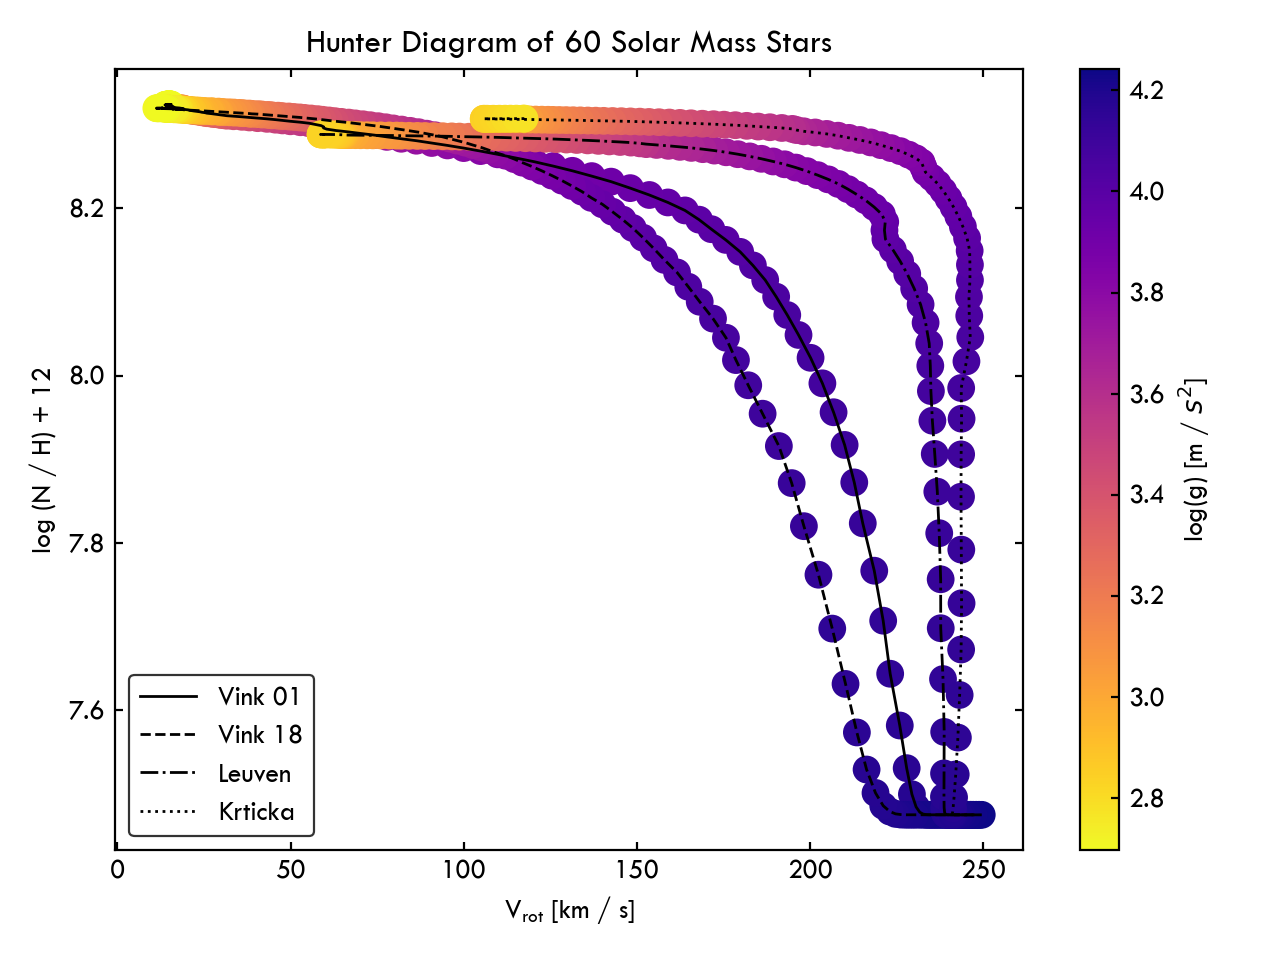 Hunter Diagram of 60 Solar Mass Stars
log (N / H) + 12
8.2
8.0
7.8
7.6
Vink 01
Vink 18
Leuven
Krticka
0 50 100 150 200 250
V_rot [km / s]
4.2
4.0
3.8
3.6
3.4
3.2
3.0
2.8
log(g) [m / s²]